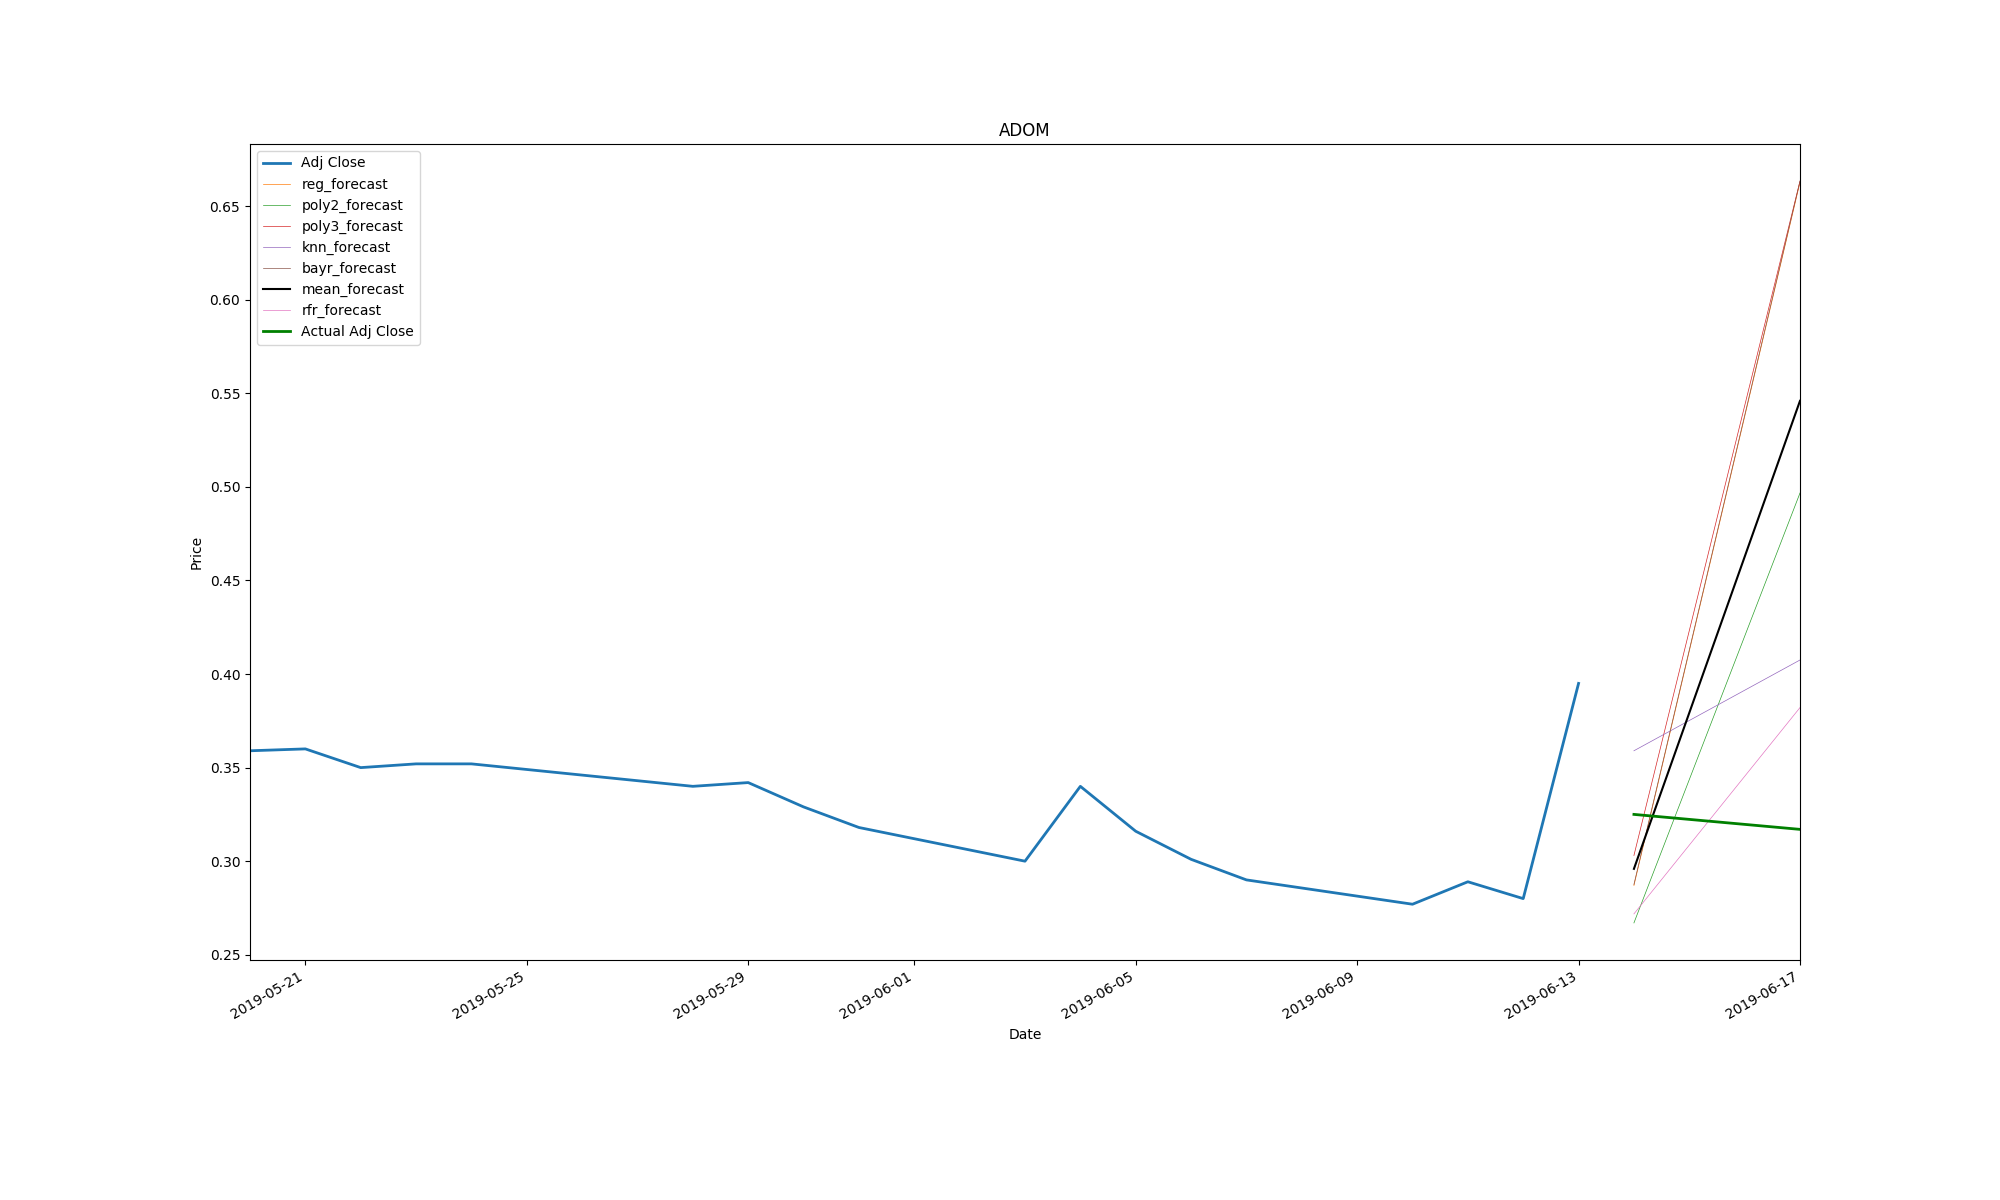 ADOM
Adj Close
reg_forecast
poly2_forecast
poly3_forecast
knn_forecast
bayr_forecast
mean_forecast
rfr_forecast
Actual Adj Close
0.65
0.60
0.55
0.50
0.45
0.40
0.35
0.30
0.25
Price
2019-05-21
2019-05-25
2019-05-29
2019-06-01
2019-06-05
2019-06-09
2019-06-13
2019-06-17
Date